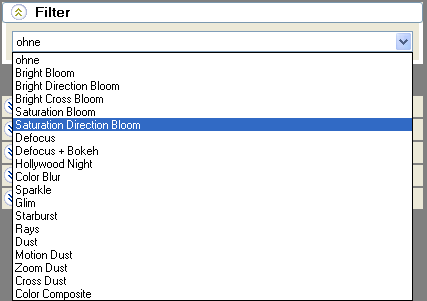 Filter
ohne
ohne
Bright Bloom
Bright Direction Bloom
Bright Cross Bloom
Saturation Bloom
Saturation Direction Bloom
Defocus
Defocus + Bokeh
Hollywood Night
Color Blur
Sparkle
Glim
Starburst
Rays
Dust
Motion Dust
Zoom Dust
Cross Dust
Color Composite